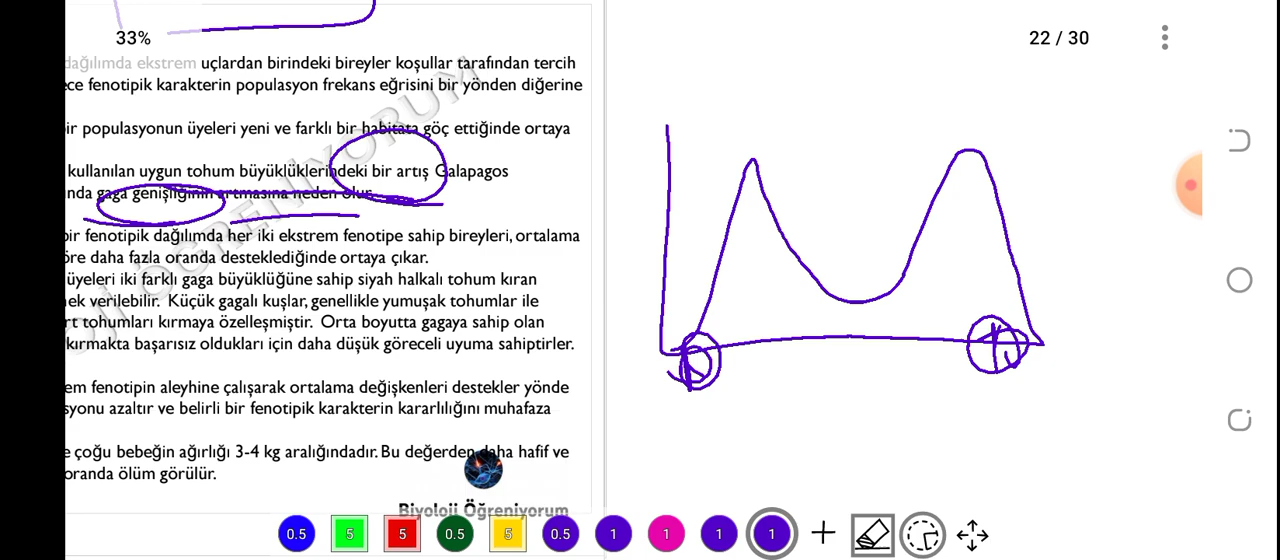 33%
22 / 30
dağılımda ekstrem uçlardan birindeki bireyler koşullar tarafından tercih
ece fenotipik karakterin populasyon frekans eğrisini bir yönden diğerine
bir populasyonun üyeleri yeni ve farklı bir habitata göç ettiğinde ortaya
kullanılan uygun tohum büyüklüklerindeki bir artış Galapagos
nda gaga genişliğinin artmasına neden olur.
bir fenotipik dağılımda her iki ekstrem fenotipe sahip bireyleri, ortalama
öre daha fazla oranda desteklediğinde ortaya çıkar.
üyeleri iki farklı gaga büyüklüğüne sahip siyah halkalı tohum kıran
nek verilebilir. Küçük gagalı kuşlar, genellikle yumuşak tohumlar ile
rt tohumları kırmaya özelleşmiştir. Orta boyutta gagaya sahip olan
kırmakta başarısız oldukları için daha düşük göreceli uyuma sahiptirler.
em fenotipin aleyhine çalışarak ortalama değişkenleri destekler yönde
syonu azaltır ve belirli bir fenotipik karakterin kararlılığını muhafaza
e çoğu bebeğin ağırlığı 3-4 kg aralığındadır. Bu değerden daha hafif ve
oranda ölüm görülür.
Biyoloji Öğreniyorum
OJİ ÖĞRENİYORUM
0.5 5 5 0.5 5 0.5 1 1 1 1